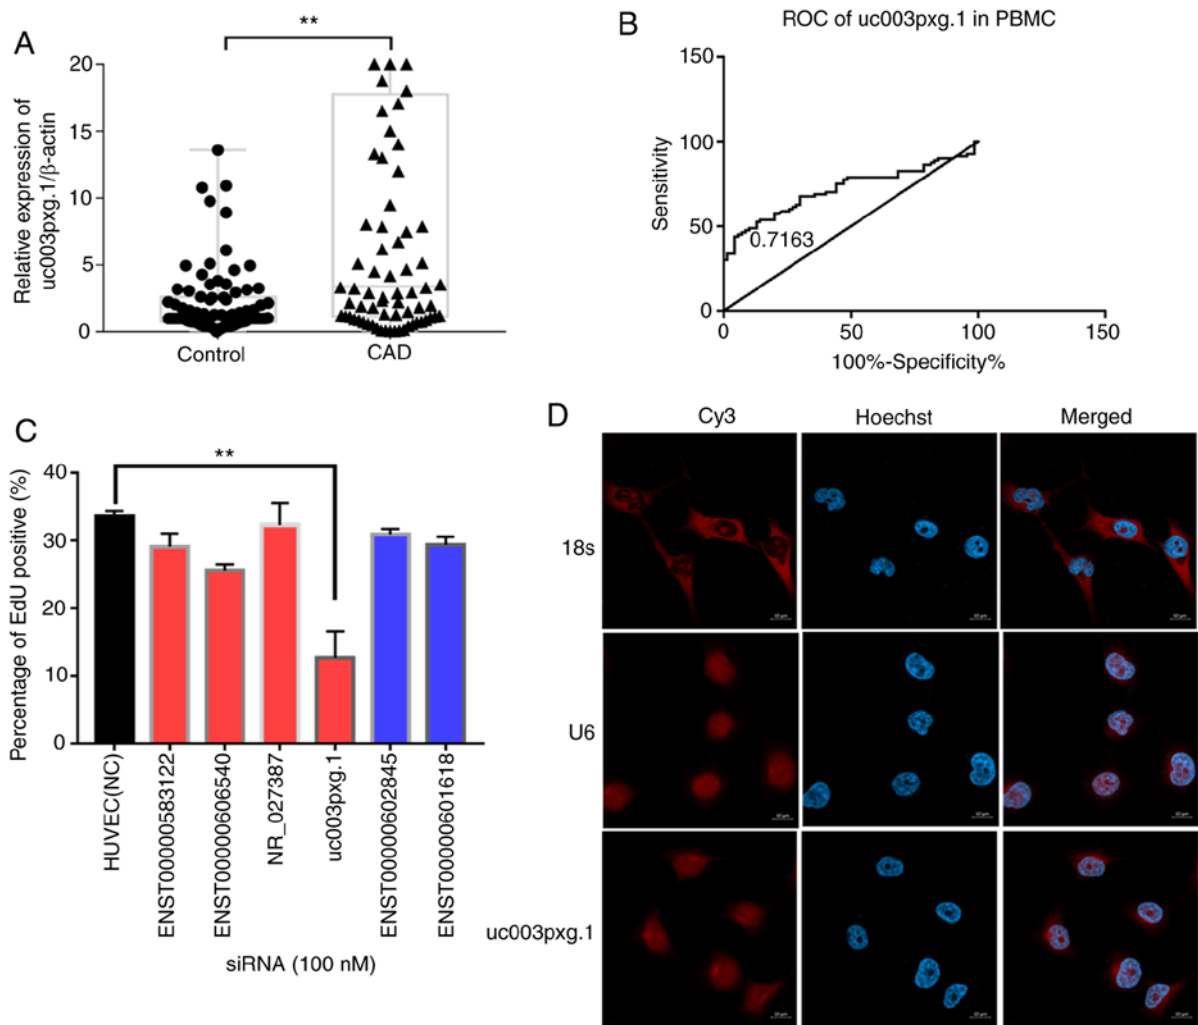 A
**
Relative expression of
uc003pxg.1/β-actin
20
15
10
5
0
Control
CAD
B
ROC of uc003pxg.1 in PBMC
Sensitivity
150
100
50
0
0.7163
0
50
100
150
100%-Specificity%
C
**
Percentage of EdU positive (%)
40
30
20
10
0
HUVEC(NC)
ENST0000583122
ENST00000606540
NR_027387
uc003pxg.1
ENST00000602845
ENST0000601618
siRNA (100 nM)
D
Cy3
Hoechst
Merged
18s
U6
uc003pxg.1